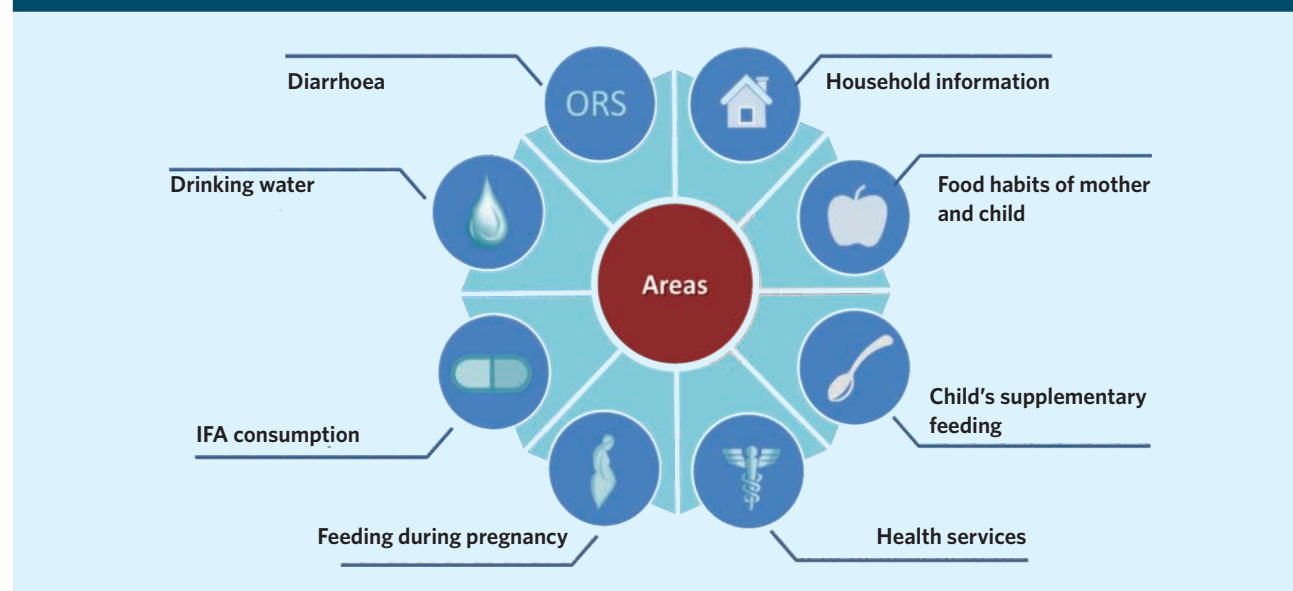 Diarrhoea
ORS
Household information
Drinking water
Food habits of mother
and child
Areas
IFA consumption
Child's supplementary
feeding
Feeding during pregnancy
Health services